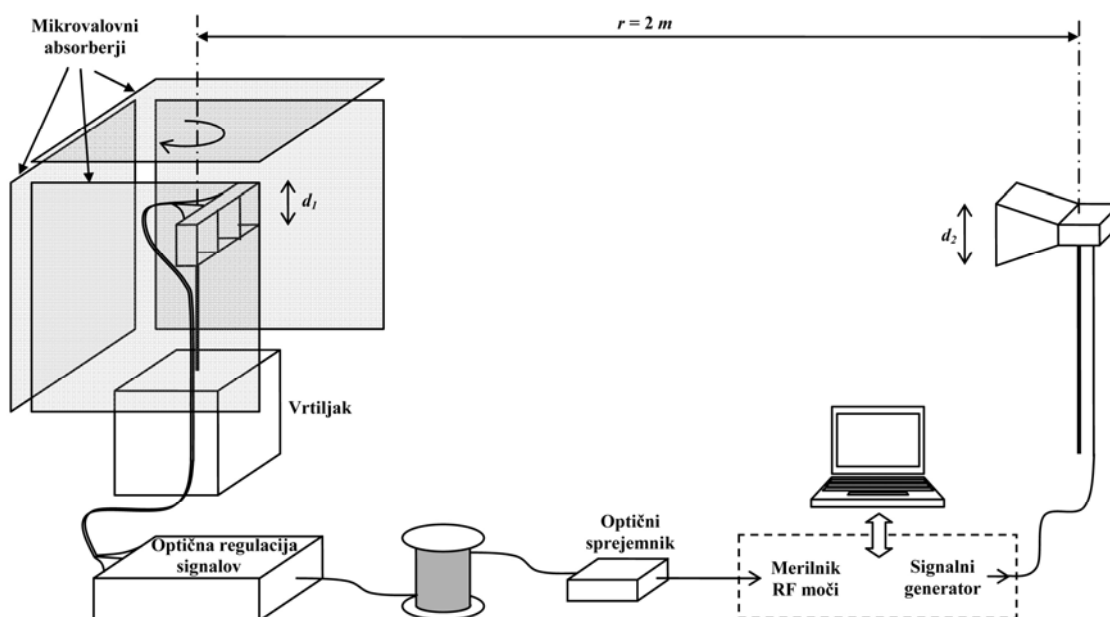 r = 2 m
Mikrovalovni
absorberji
d1
d2
Vrtiljak
Optična regulacija
signalov
Optični
sprejemnik
Merilnik
RF moči
Signalni
generator